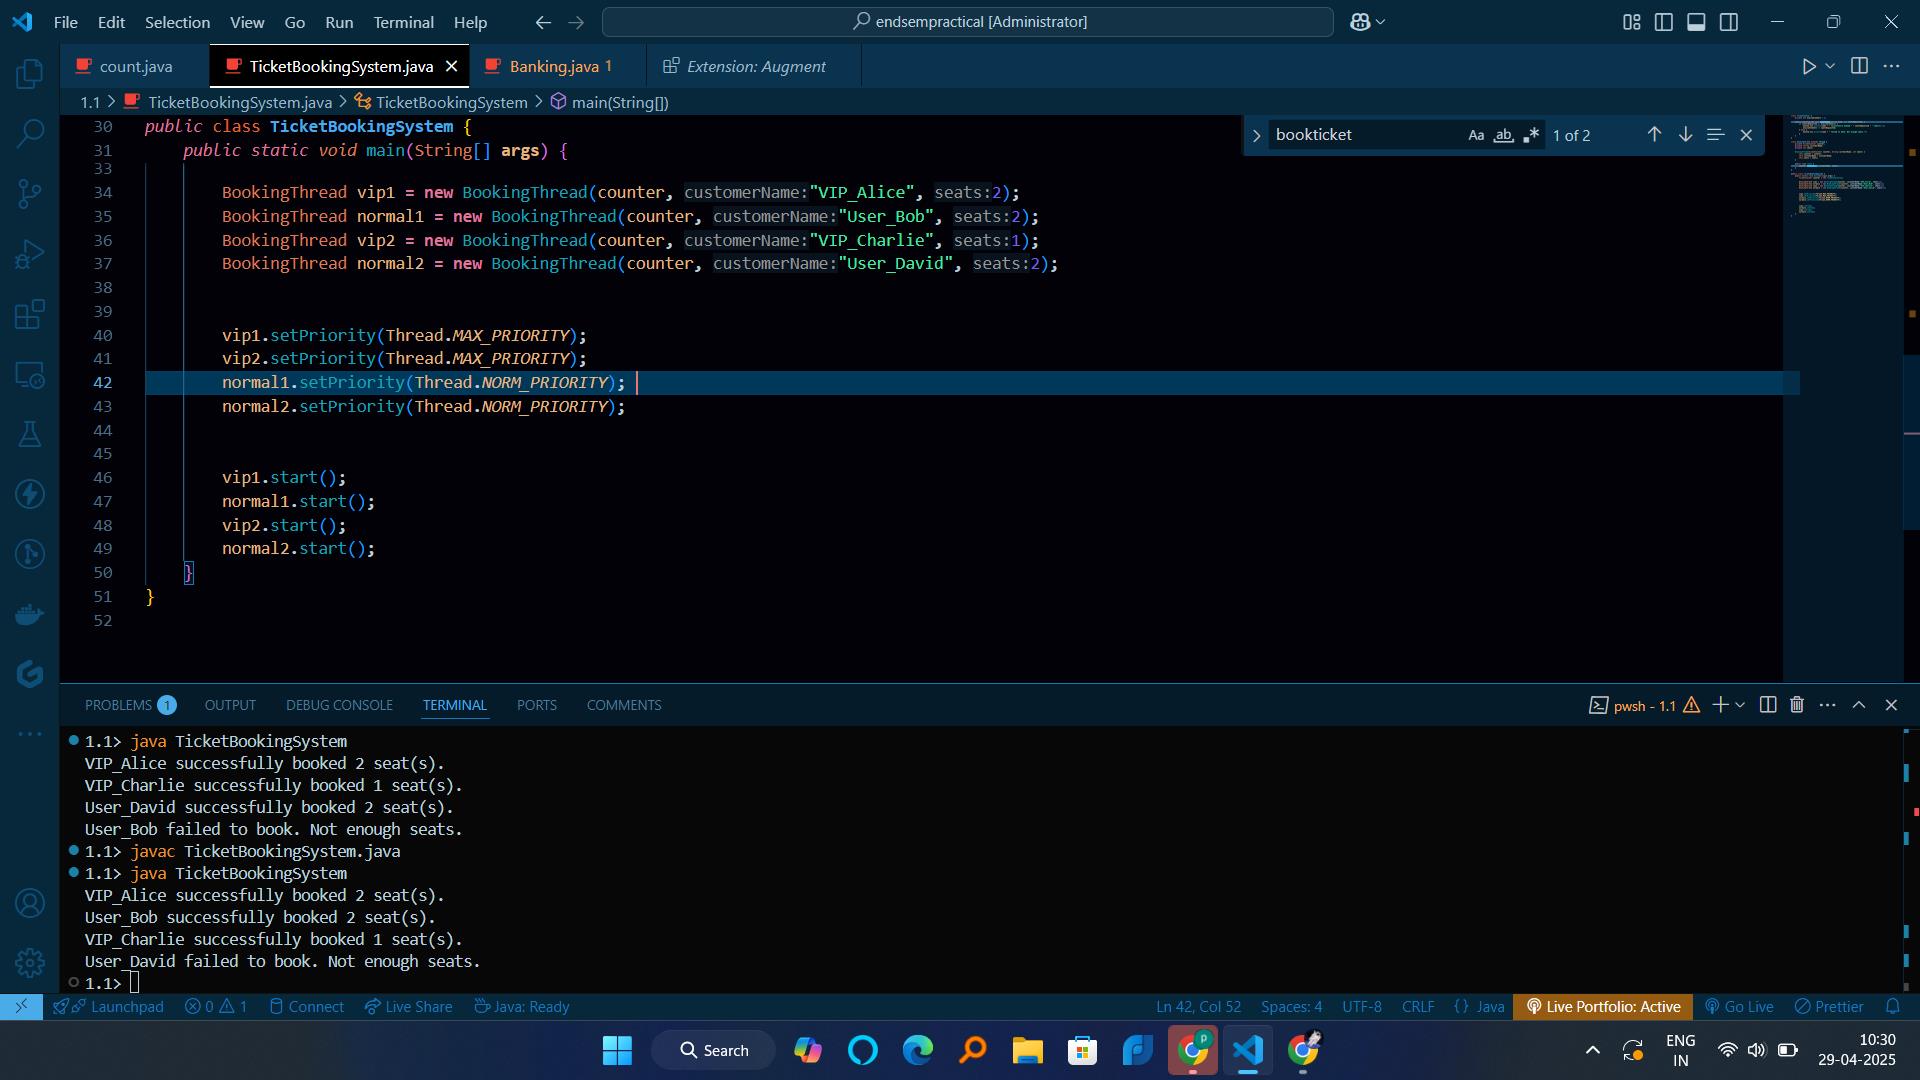 File Edit Selection View Go Run Terminal Help
endsempractical [Administrator]
count.java
TicketBookingSystem.java
Banking.java 1
Extension: Augment
1.1 > TicketBookingSystem.java > TicketBookingSystem > main(String[])
bookticket
Aa ab 1 of 2
30 public class TicketBookingSystem {
31 public static void main(String[] args) {
33
34 BookingThread vip1 = new BookingThread(counter, customerName:"VIP_Alice", seats:2);
35 BookingThread normal1 = new BookingThread(counter, customerName:"User_Bob", seats:2);
36 BookingThread vip2 = new BookingThread(counter, customerName:"VIP_Charlie", seats:1);
37 BookingThread normal2 = new BookingThread(counter, customerName:"User_David", seats:2);
38
39
40 vip1.setPriority(Thread.MAX_PRIORITY);
41 vip2.setPriority(Thread.MAX_PRIORITY);
42 normal1.setPriority(Thread.NORM_PRIORITY);
43 normal2.setPriority(Thread.NORM_PRIORITY);
44
45
46 vip1.start();
47 normal1.start();
48 vip2.start();
49 normal2.start();
50 }
51 }
52
PROBLEMS 1 OUTPUT DEBUG CONSOLE TERMINAL PORTS COMMENTS
pwsh - 1.1
1.1> java TicketBookingSystem
VIP_Alice successfully booked 2 seat(s).
VIP_Charlie successfully booked 1 seat(s).
User_David successfully booked 2 seat(s).
User_Bob failed to book. Not enough seats.
1.1> javac TicketBookingSystem.java
1.1> java TicketBookingSystem
VIP_Alice successfully booked 2 seat(s).
User_Bob successfully booked 2 seat(s).
VIP_Charlie successfully booked 1 seat(s).
User_David failed to book. Not enough seats.
1.1>
Launchpad 0 1 Connect Live Share Java: Ready
Ln 42, Col 52 Spaces: 4 UTF-8 CRLF {} Java Live Portfolio: Active Go Live Prettier
Search
ENG
IN
10:30
29-04-2025